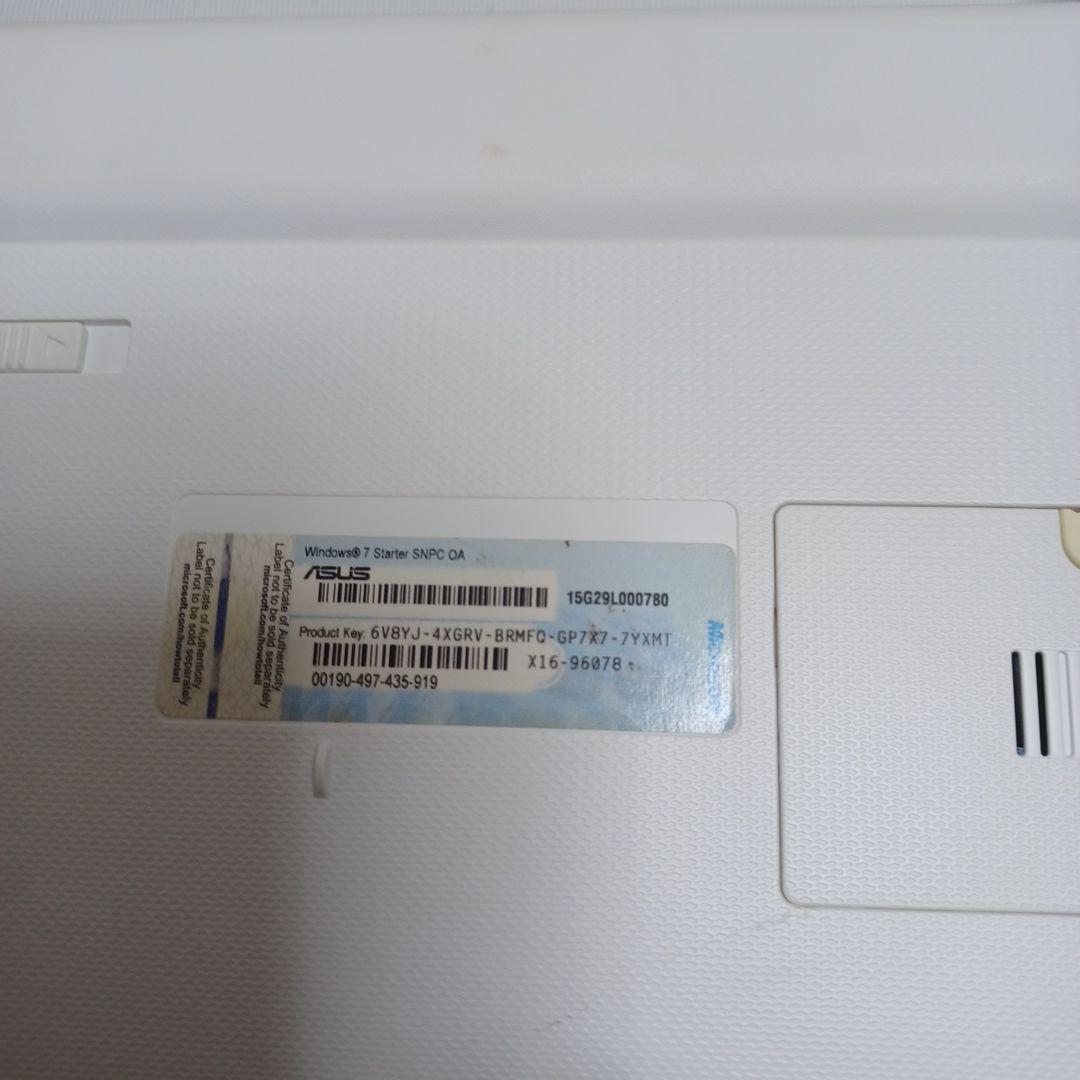 Windows® 7 Starter SNPC OA
ASUS
15G29L000780
Product Key: 6V8YJ-4XGRV-BRMFQ-GP7X7-7YXMT
X16-96078
00190-497-435-919
Certificate of Authenticity
Label not to be sold separately
microsoft.com/howtotell
Certificate of Authenticity
Label not to be sold separately
microsoft.com/howtotell
Microsoft